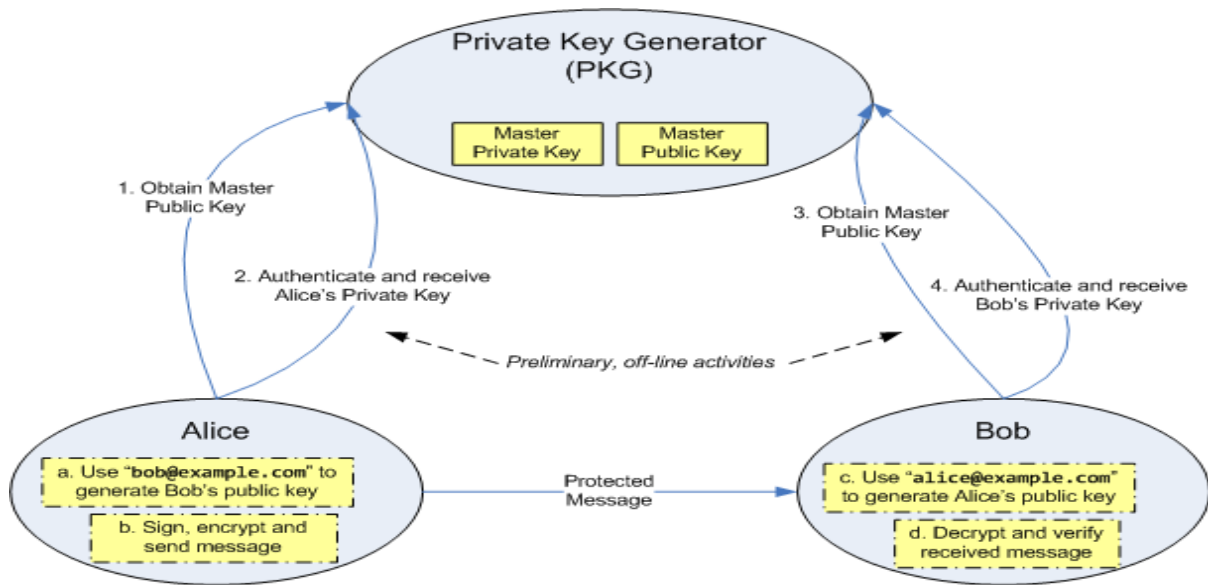 Private Key Generator
(PKG)
Master
Private Key
Master
Public Key
1. Obtain Master
Public Key
2. Authenticate and receive
Alice's Private Key
3. Obtain Master
Public Key
4. Authenticate and receive
Bob's Private Key
Preliminary, off-line activities
Alice
a. Use “bob@example.com” to
generate Bob's public key
b. Sign, encrypt and
send message
Protected
Message
Bob
c. Use “alice@example.com”
to generate Alice's public key
d. Decrypt and verify
received message